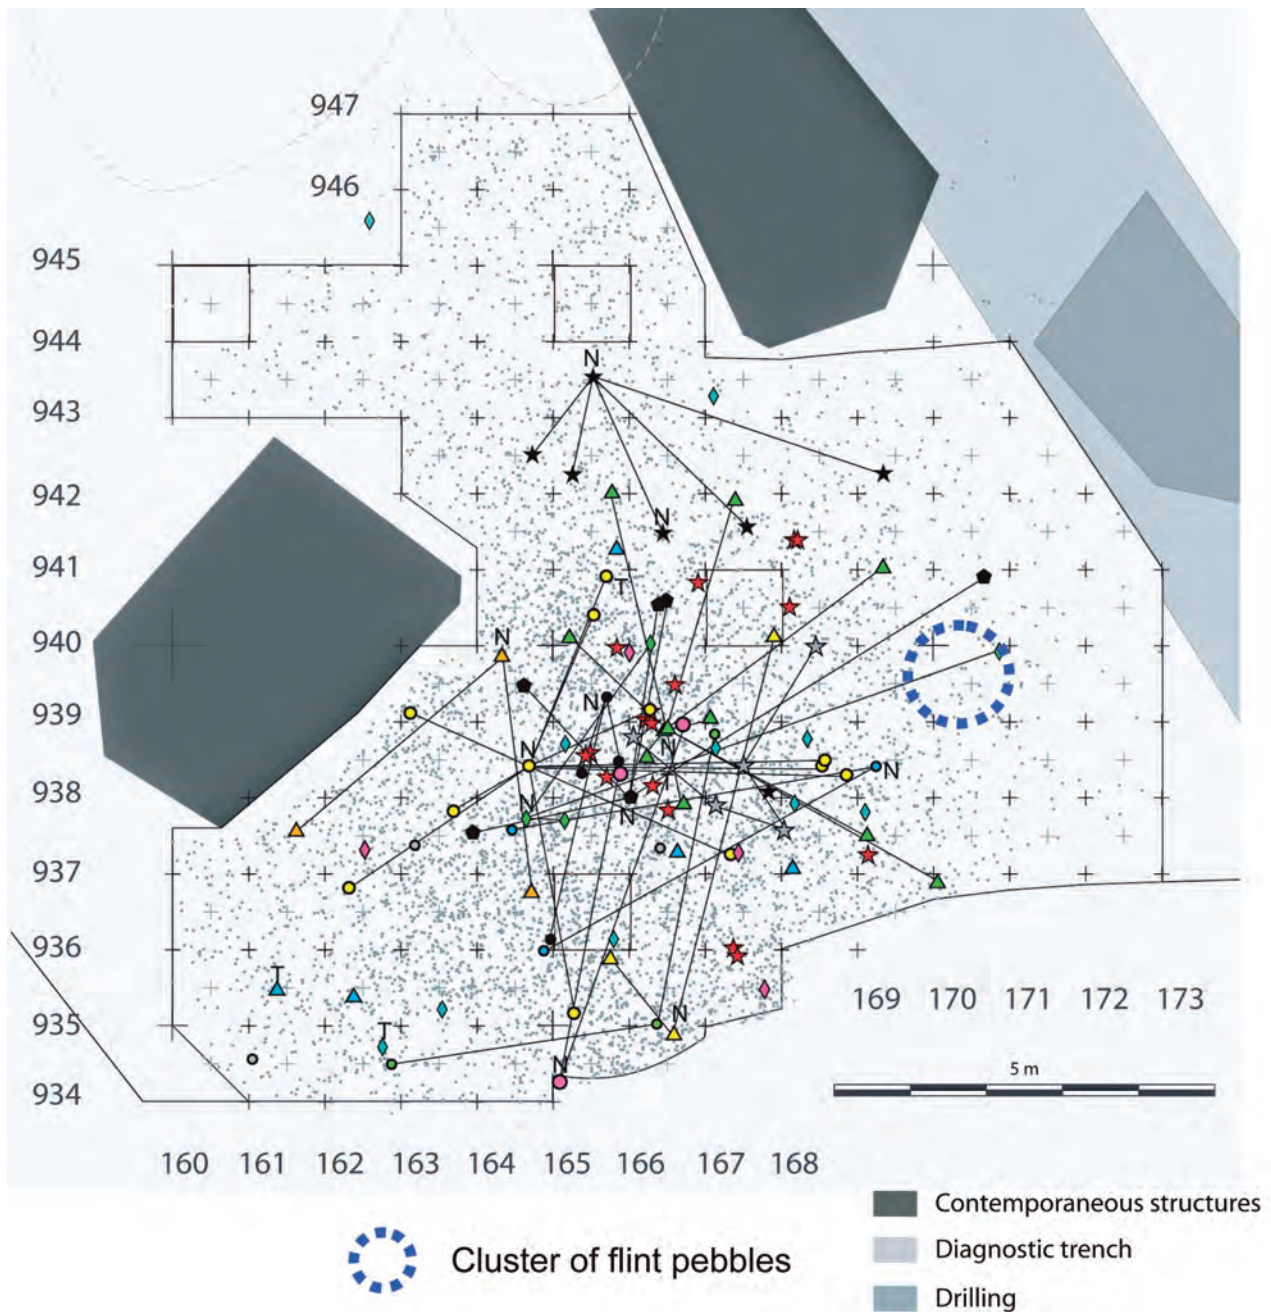 947
946
945
944
N
943
942
N
941
T
940
N
939
N
N
N
N
938
N
N
937
936
T
N
935
T
N
934
169 170 171 172 173
5 m
160 161 162 163 164 165 166 167 168
Contemporaneous structures
Cluster of flint pebbles
Diagnostic trench
Drilling